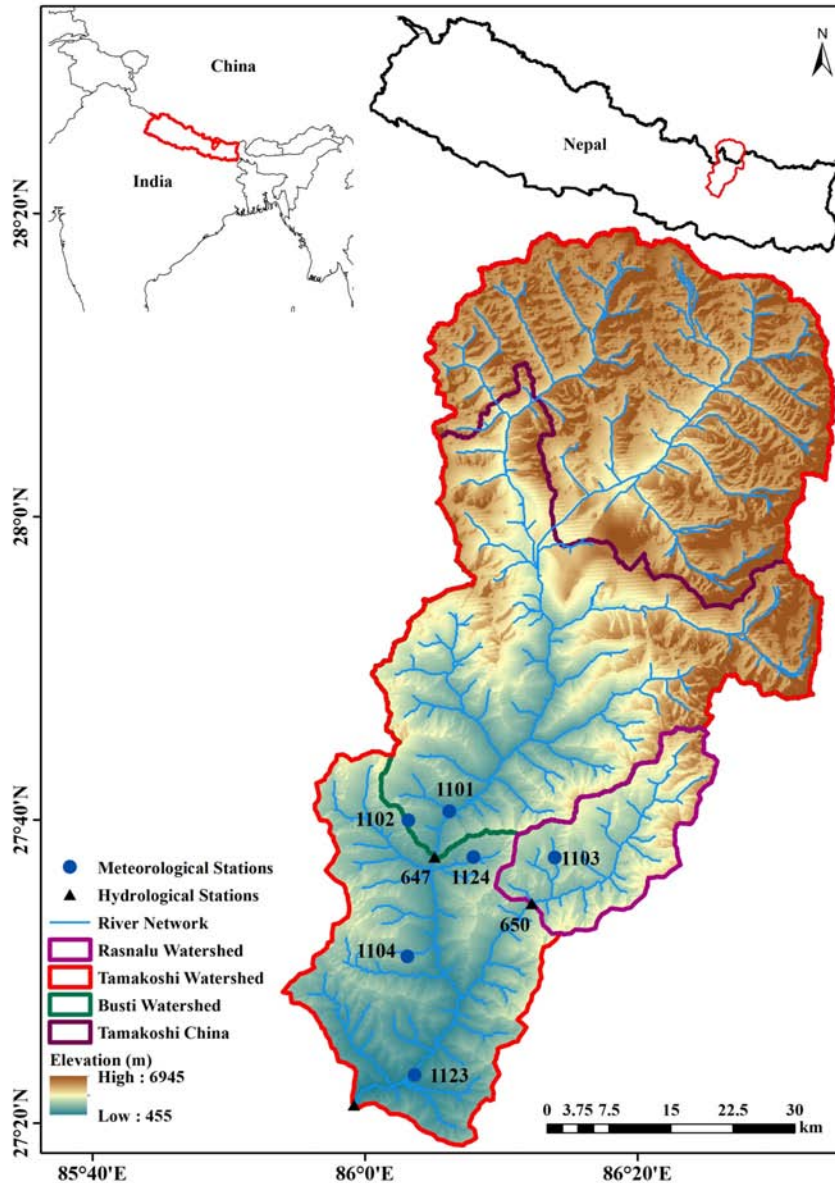 China
India
N
Nepal
28°20'N
28°0'N
27°40'N
27°20'N
1101
1102
1103
647
1124
650
1104
1123
Meteorological Stations
Hydrological Stations
River Network
Rasnalu Watershed
Tamakoshi Watershed
Busti Watershed
Tamakoshi China
Elevation (m)
High : 6945
Low : 455
0 3.75 7.5 15 22.5 30
km
85°40'E 86°0'E 86°20'E